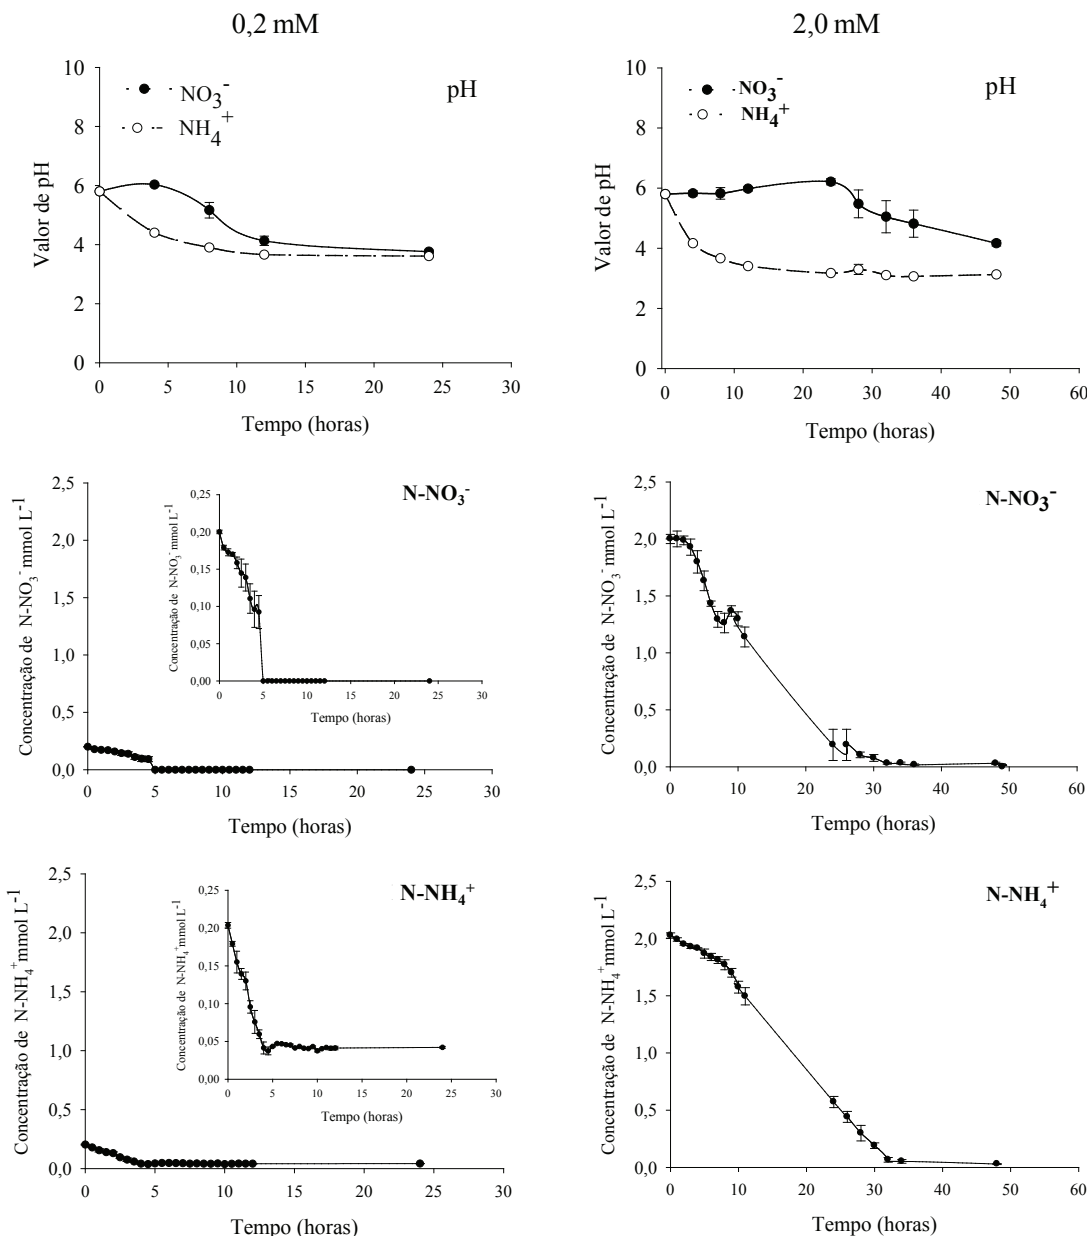 0,2 mM
2,0 mM
10
8
6
4
2
0
Valor de pH
NO₃⁻
NH₄⁺
pH
0 5 10 15 20 25 30
Tempo (horas)
10
8
6
4
2
0
Valor de pH
NO₃⁻
NH₄⁺
pH
0 10 20 30 40 50 60
Tempo (horas)
2,5
2,0
1,5
1,0
0,5
0,0
Concentração de N-NO₃⁻ mmol L⁻¹
N-NO₃⁻
0,25
0,20
0,15
0,10
0,05
0,00
Concentração de N-NO₃⁻ mmol L⁻¹
0 5 10 15 20 25 30
Tempo (horas)
0 5 10 15 20 25 30
Tempo (horas)
2,5
2,0
1,5
1,0
0,5
0,0
Concentração de N-NO₃⁻ mmol L⁻¹
N-NO₃⁻
0 10 20 30 40 50 60
Tempo (horas)
2,5
2,0
1,5
1,0
0,5
0,0
Concentração de N-NH₄⁺mmol L⁻¹
N-NH₄⁺
0,25
0,20
0,15
0,10
0,05
0,00
Concentração de N-NH₄⁺ mmol L⁻¹
0 5 10 15 20 25 30
Tempo (horas)
0 5 10 15 20 25 30
Tempo (horas)
2,5
2,0
1,5
1,0
0,5
0,0
Concentração de N-NH₄⁺mmol L⁻¹
N-NH₄⁺
0 10 20 30 40 50 60
Tempo (horas)